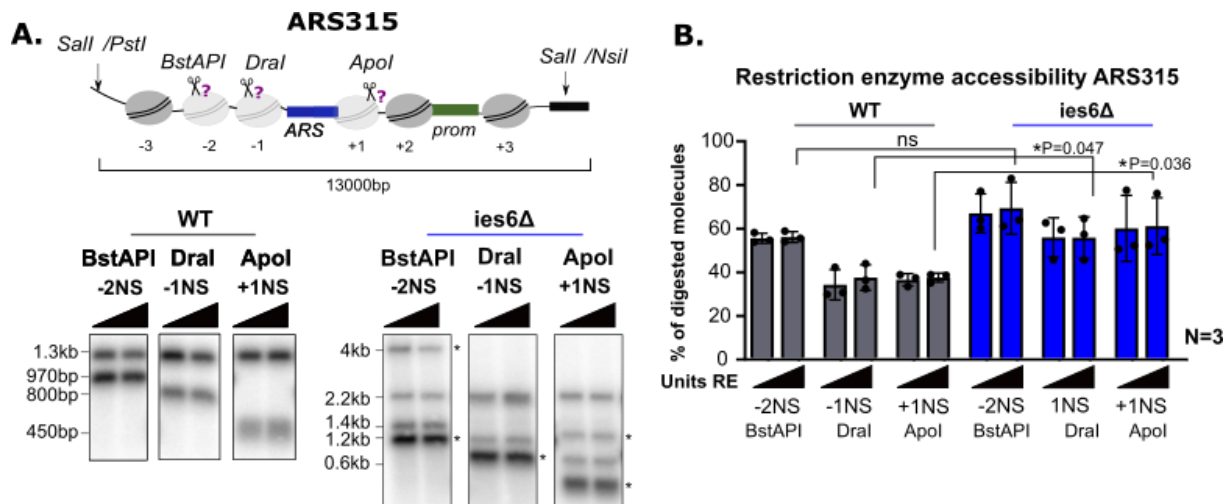 A.
ARS315
SalI /PstI
BstAPI
DraI
ApoI
SalI /NsiI
?
?
?
ARS
prom
-3
-2
-1
+1
+2
+3
13000bp
WT
BstAPI DraI ApoI
-2NS -1NS +1NS
1.3kb
970bp
800bp
450bp
ies6Δ
BstAPI DraI ApoI
-2NS -1NS +1NS
4kb
2.2kb
1.4kb
1.2kb
0.6kb
*
*
*
*
*
B.
Restriction enzyme accessibility ARS315
WT
ies6Δ
ns
*P=0.047
*P=0.036
% of digested molecules
100
80
60
40
20
0
N=3
Units RE
-2NS -1NS +1NS -2NS 1NS +1NS
BstAPI DraI ApoI BstAPI DraI ApoI